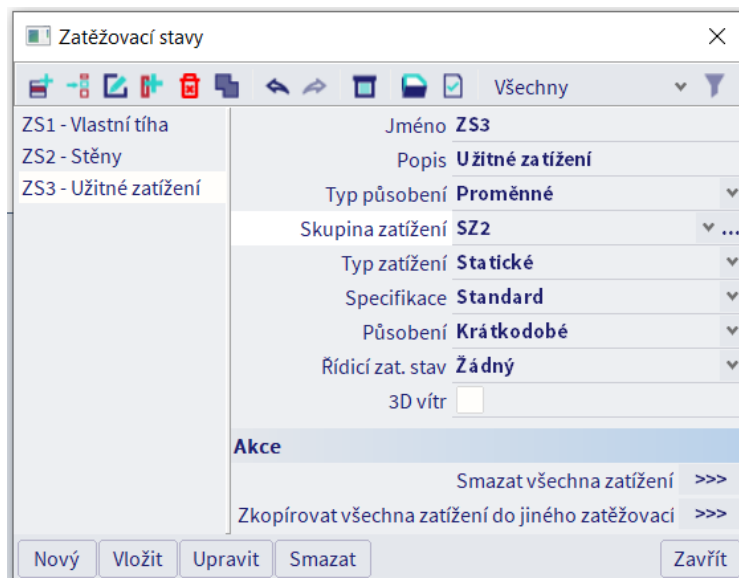 Zatěžovací stavy
Všechny
ZS1 - Vlastní tíha
ZS2 - Stěny
ZS3 - Užitné zatížení
Jméno ZS3
Popis Užitné zatížení
Typ působení Proměnné
Skupina zatížení SZ2 ...
Typ zatížení Statické
Specifikace Standard
Působení Krátkodobé
Řídicí zat. stav Žádný
3D vítr
Akce
Smazat všechna zatížení >>>
Zkopírovat všechna zatížení do jiného zatěžovací >>>
Nový Vložit Upravit Smazat Zavřít